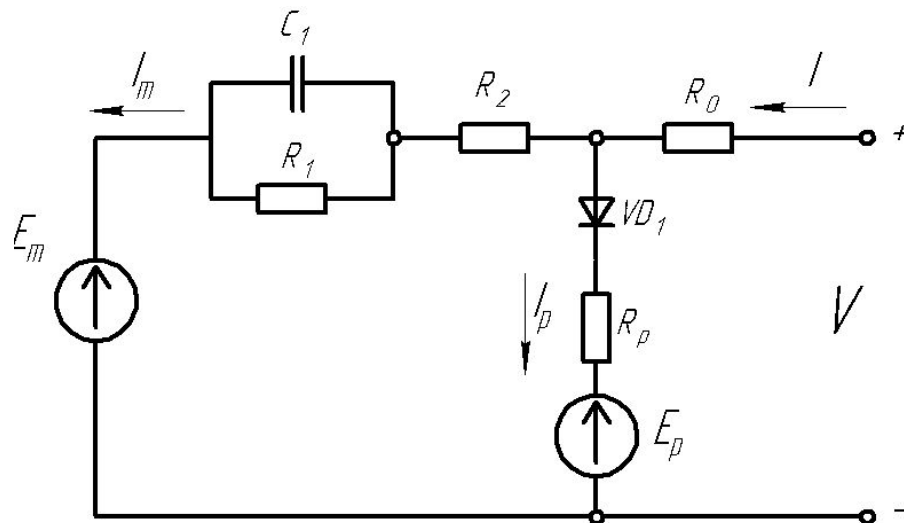 C₁
Iₘ
R₂
R₀
I
+
R₁
VD₁
Eₘ
Iₚ
Rₚ
V
Eₚ
-